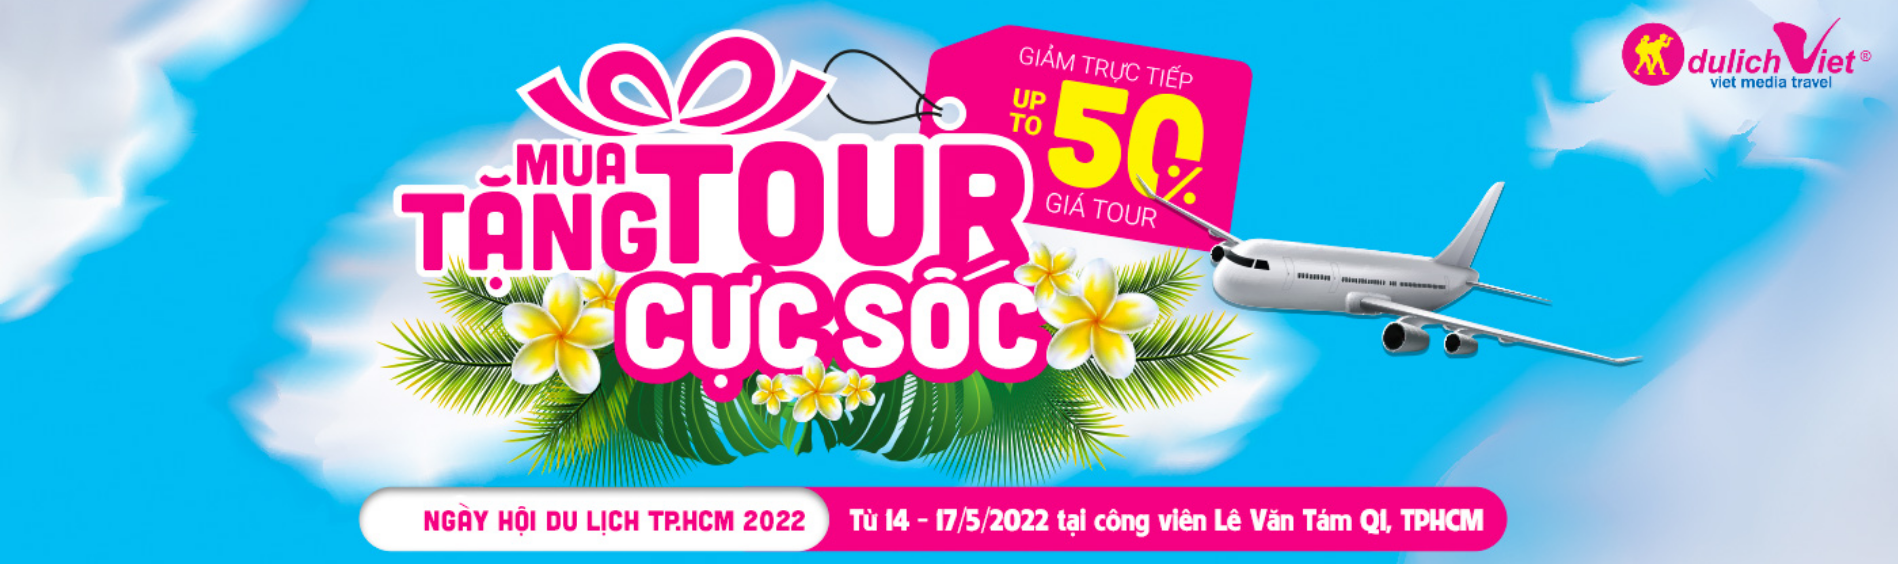 MUA
TẶNG TOUR
CỰC SỐC
GIẢM TRỰC TIẾP
UP TO 50%
GIÁ TOUR
dulichViet®
viet media travel
NGÀY HỘI DU LỊCH TP.HCM 2022
Từ 14 - 17/5/2022 tại công viên Lê Văn Tám Q1, TPHCM